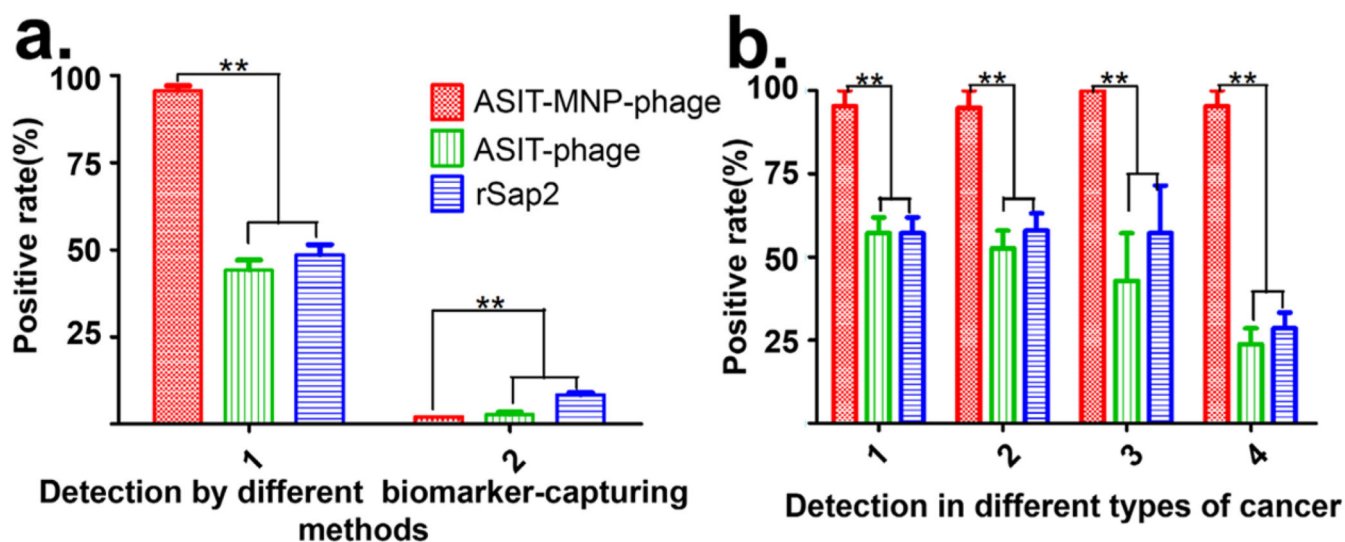 a.
Positive rate(%)
100
75
50
25
**
**
ASIT-MNP-phage
ASIT-phage
rSap2
1
2
Detection by different biomarker-capturing
methods
b.
Positive rate(%)
100
75
50
25
**
**
**
**
1
2
3
4
Detection in different types of cancer